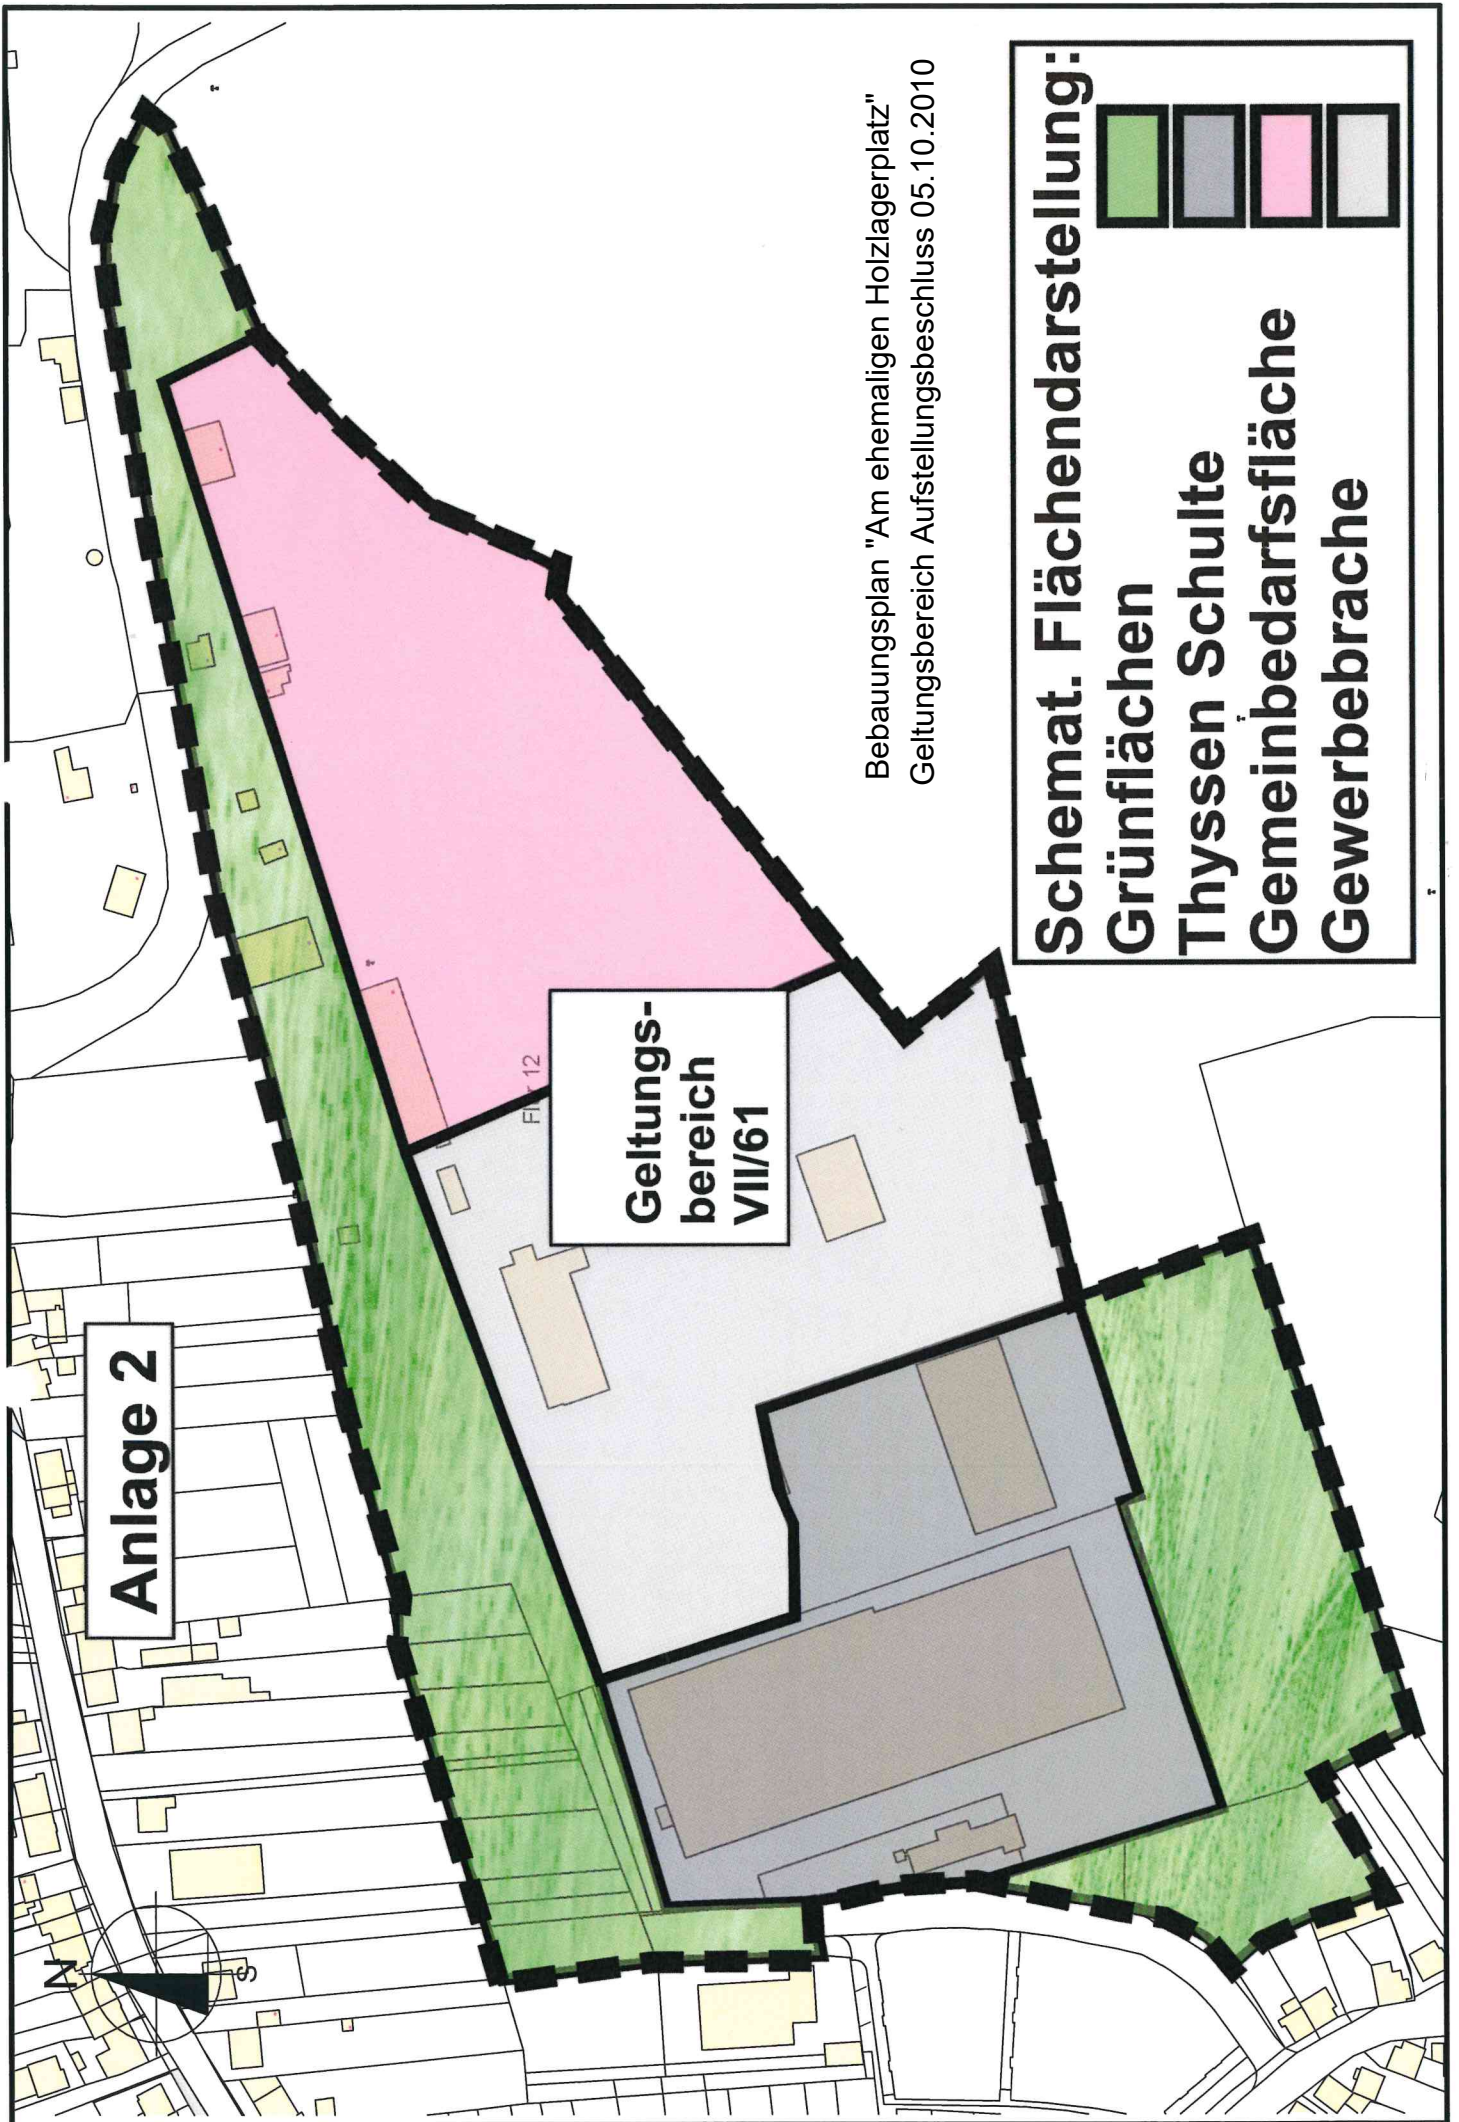 Anlage 2
N
S
Geltungs-
bereich
VII/61
Bebauungsplan "Am ehemaligen Holzlagerplatz"
Geltungsbereich Aufstellungsbeschluss 05.10.2010
Schemat. Flächendarstellung:
Grünflächen
Thyssen Schulte
Gemeinbedarfsfläche
Gewerbebrache